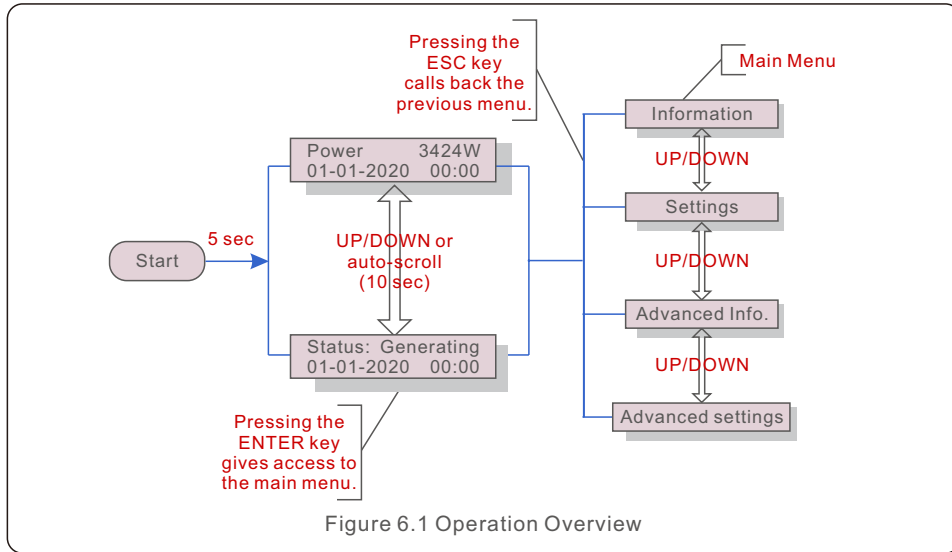 Pressing the
ESC key
calls back the
previous menu.
Main Menu
Information
UP/DOWN
Settings
UP/DOWN
Advanced Info.
UP/DOWN
Advanced settings
Power 3424W
01-01-2020 00:00
5 sec
Start
UP/DOWN or
auto-scroll
(10 sec)
Status: Generating
01-01-2020 00:00
Pressing the
ENTER key
gives access to
the main menu.
Figure 6.1 Operation Overview